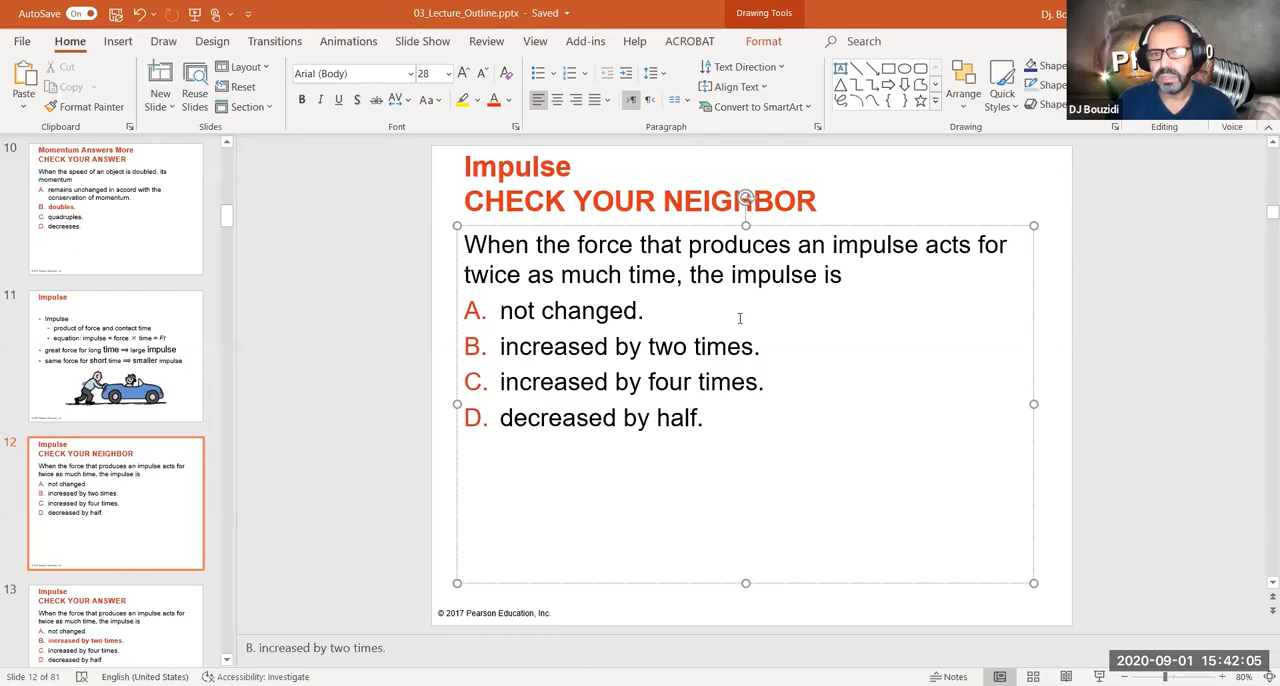 AutoSave On
03_Lecture_Outline.pptx - Saved
Drawing Tools
Dj. Bo
File Home Insert Draw Design Transitions Animations Slide Show Review View Add-ins Help ACROBAT Format Search
Paste
Cut
Copy
Format Painter
Clipboard
New
Slide
Reuse
Slides
Layout
Reset
Section
Slides
Arial (Body) 28
Font
Text Direction
Align Text
Convert to SmartArt
Paragraph
Arrange
Quick
Styles
Shape
Shape
Shape
Drawing
Editing
Voice
DJ Bouzidi
10
Momentum Answers More
CHECK YOUR ANSWER
When the speed of an object is doubled, its
momentum
A. remains unchanged in accord with the
conservation of momentum.
B. doubles.
C. quadruples.
D. decreases.
11
Impulse
• Impulse
• product of force and contact time
• equation: impulse = force × time = Ft
• great force for long time ⇒ large impulse
• same force for short time ⇒ smaller impulse
12
Impulse
CHECK YOUR NEIGHBOR
When the force that produces an impulse acts for
twice as much time, the impulse is
A. not changed.
B. increased by two times.
C. increased by four times.
D. decreased by half.
13
Impulse
CHECK YOUR ANSWER
When the force that produces an impulse acts for
twice as much time, the impulse is
A. not changed.
B. increased by two times.
C. increased by four times.
D. decreased by half.
Impulse
CHECK YOUR NEIGHBOR
When the force that produces an impulse acts for
twice as much time, the impulse is
A. not changed.
B. increased by two times.
C. increased by four times.
D. decreased by half.
© 2017 Pearson Education, Inc.
B. increased by two times.
2020-09-01 15:42:05
Slide 12 of 81 English (United States) Accessibility: Investigate Notes 80%